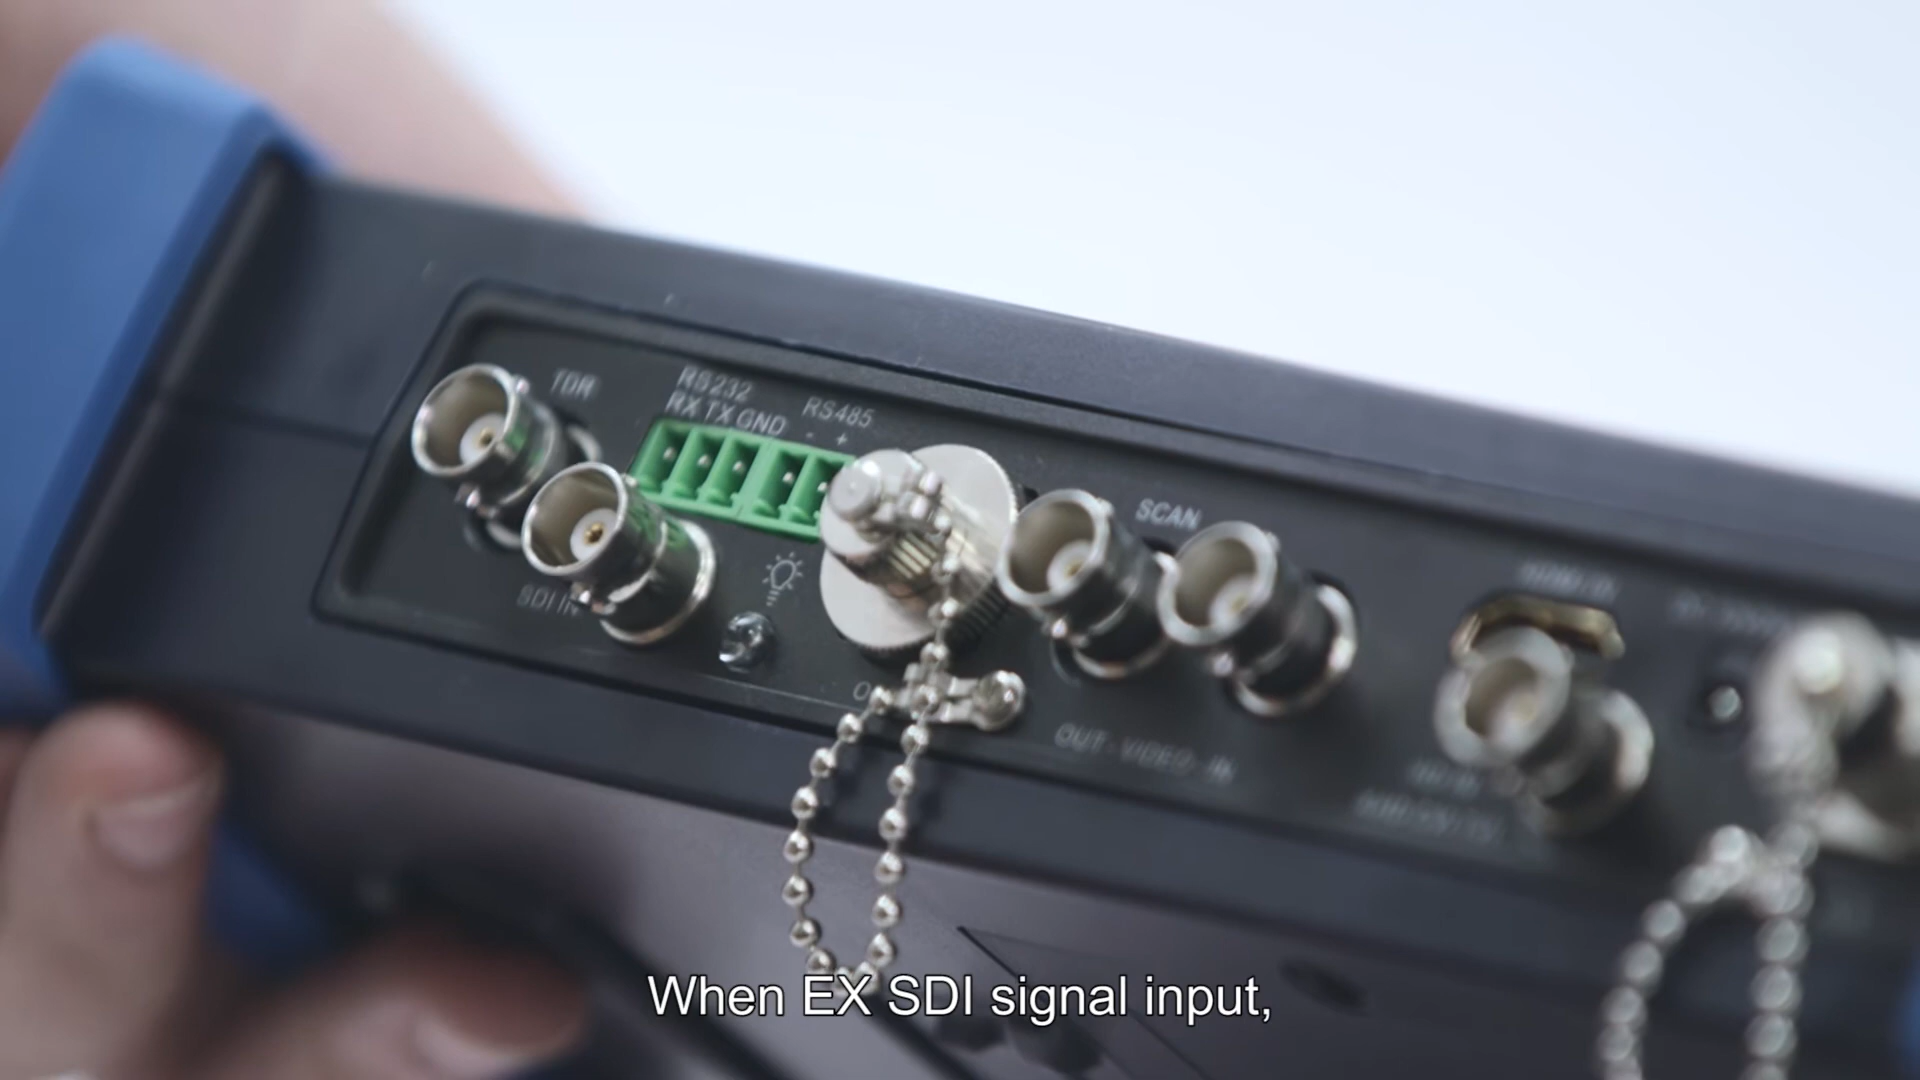 TDR
RS232
RX TX GND
RS485
- +
SCAN
SDI IN
OUT-VIDEO-IN
When EX SDI signal input,